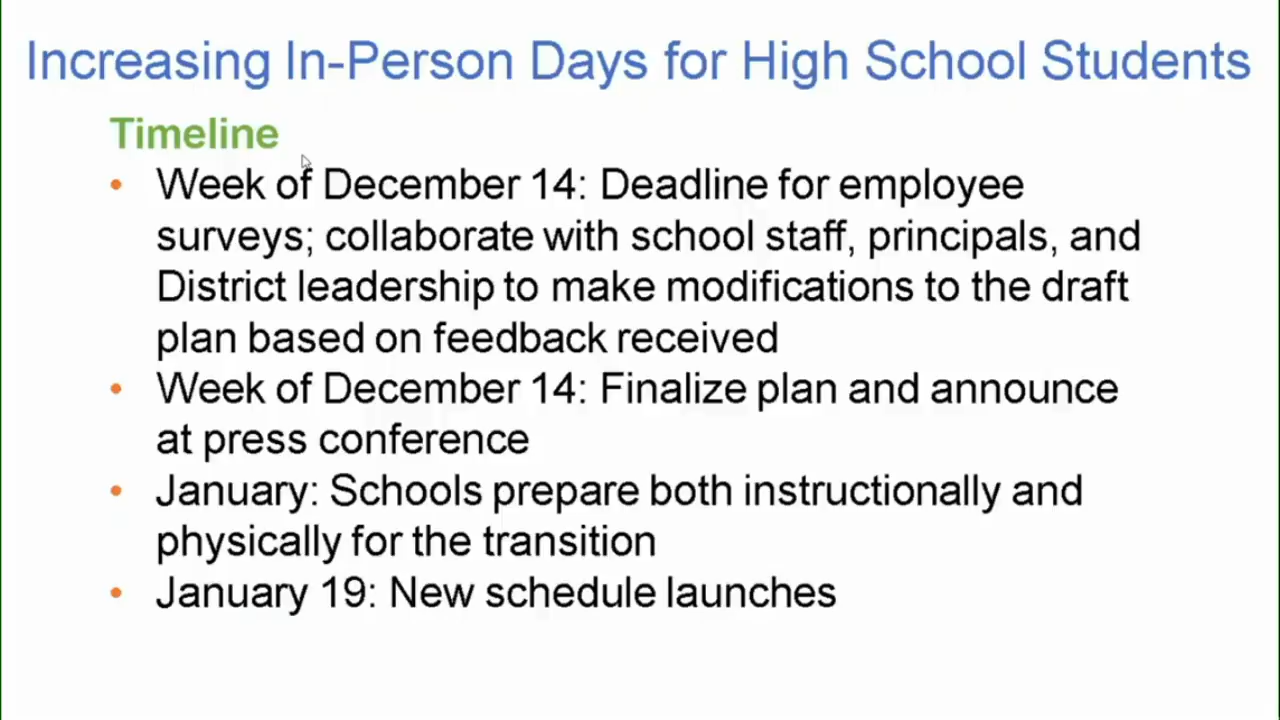 Increasing In-Person Days for High School Students
Timeline
• Week of December 14: Deadline for employee
surveys; collaborate with school staff, principals, and
District leadership to make modifications to the draft
plan based on feedback received
• Week of December 14: Finalize plan and announce
at press conference
• January: Schools prepare both instructionally and
physically for the transition
• January 19: New schedule launches